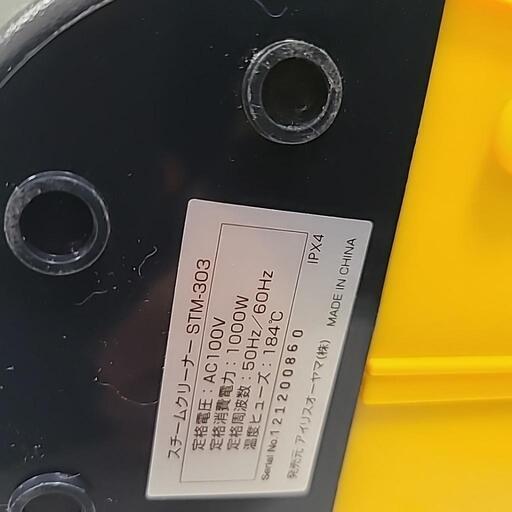 スチームクリーナー STM-303
定格電圧：AC100V
定格消費電力：1000W
定格周波数：50Hz／60Hz
温度ヒューズ：184℃
IPX4
Serial No.121200860
発売元 アイリスオーヤマ(株) MADE IN CHINA